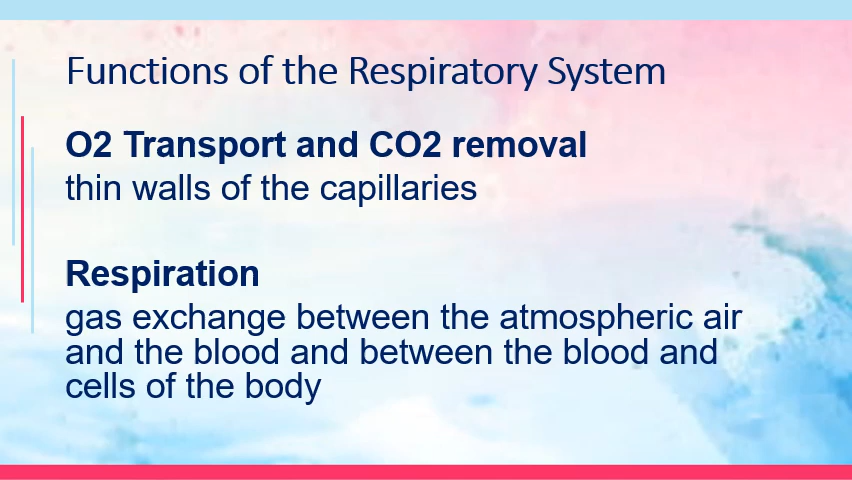 Functions of the Respiratory System
O2 Transport and CO2 removal
thin walls of the capillaries
Respiration
gas exchange between the atmospheric air
and the blood and between the blood and
cells of the body